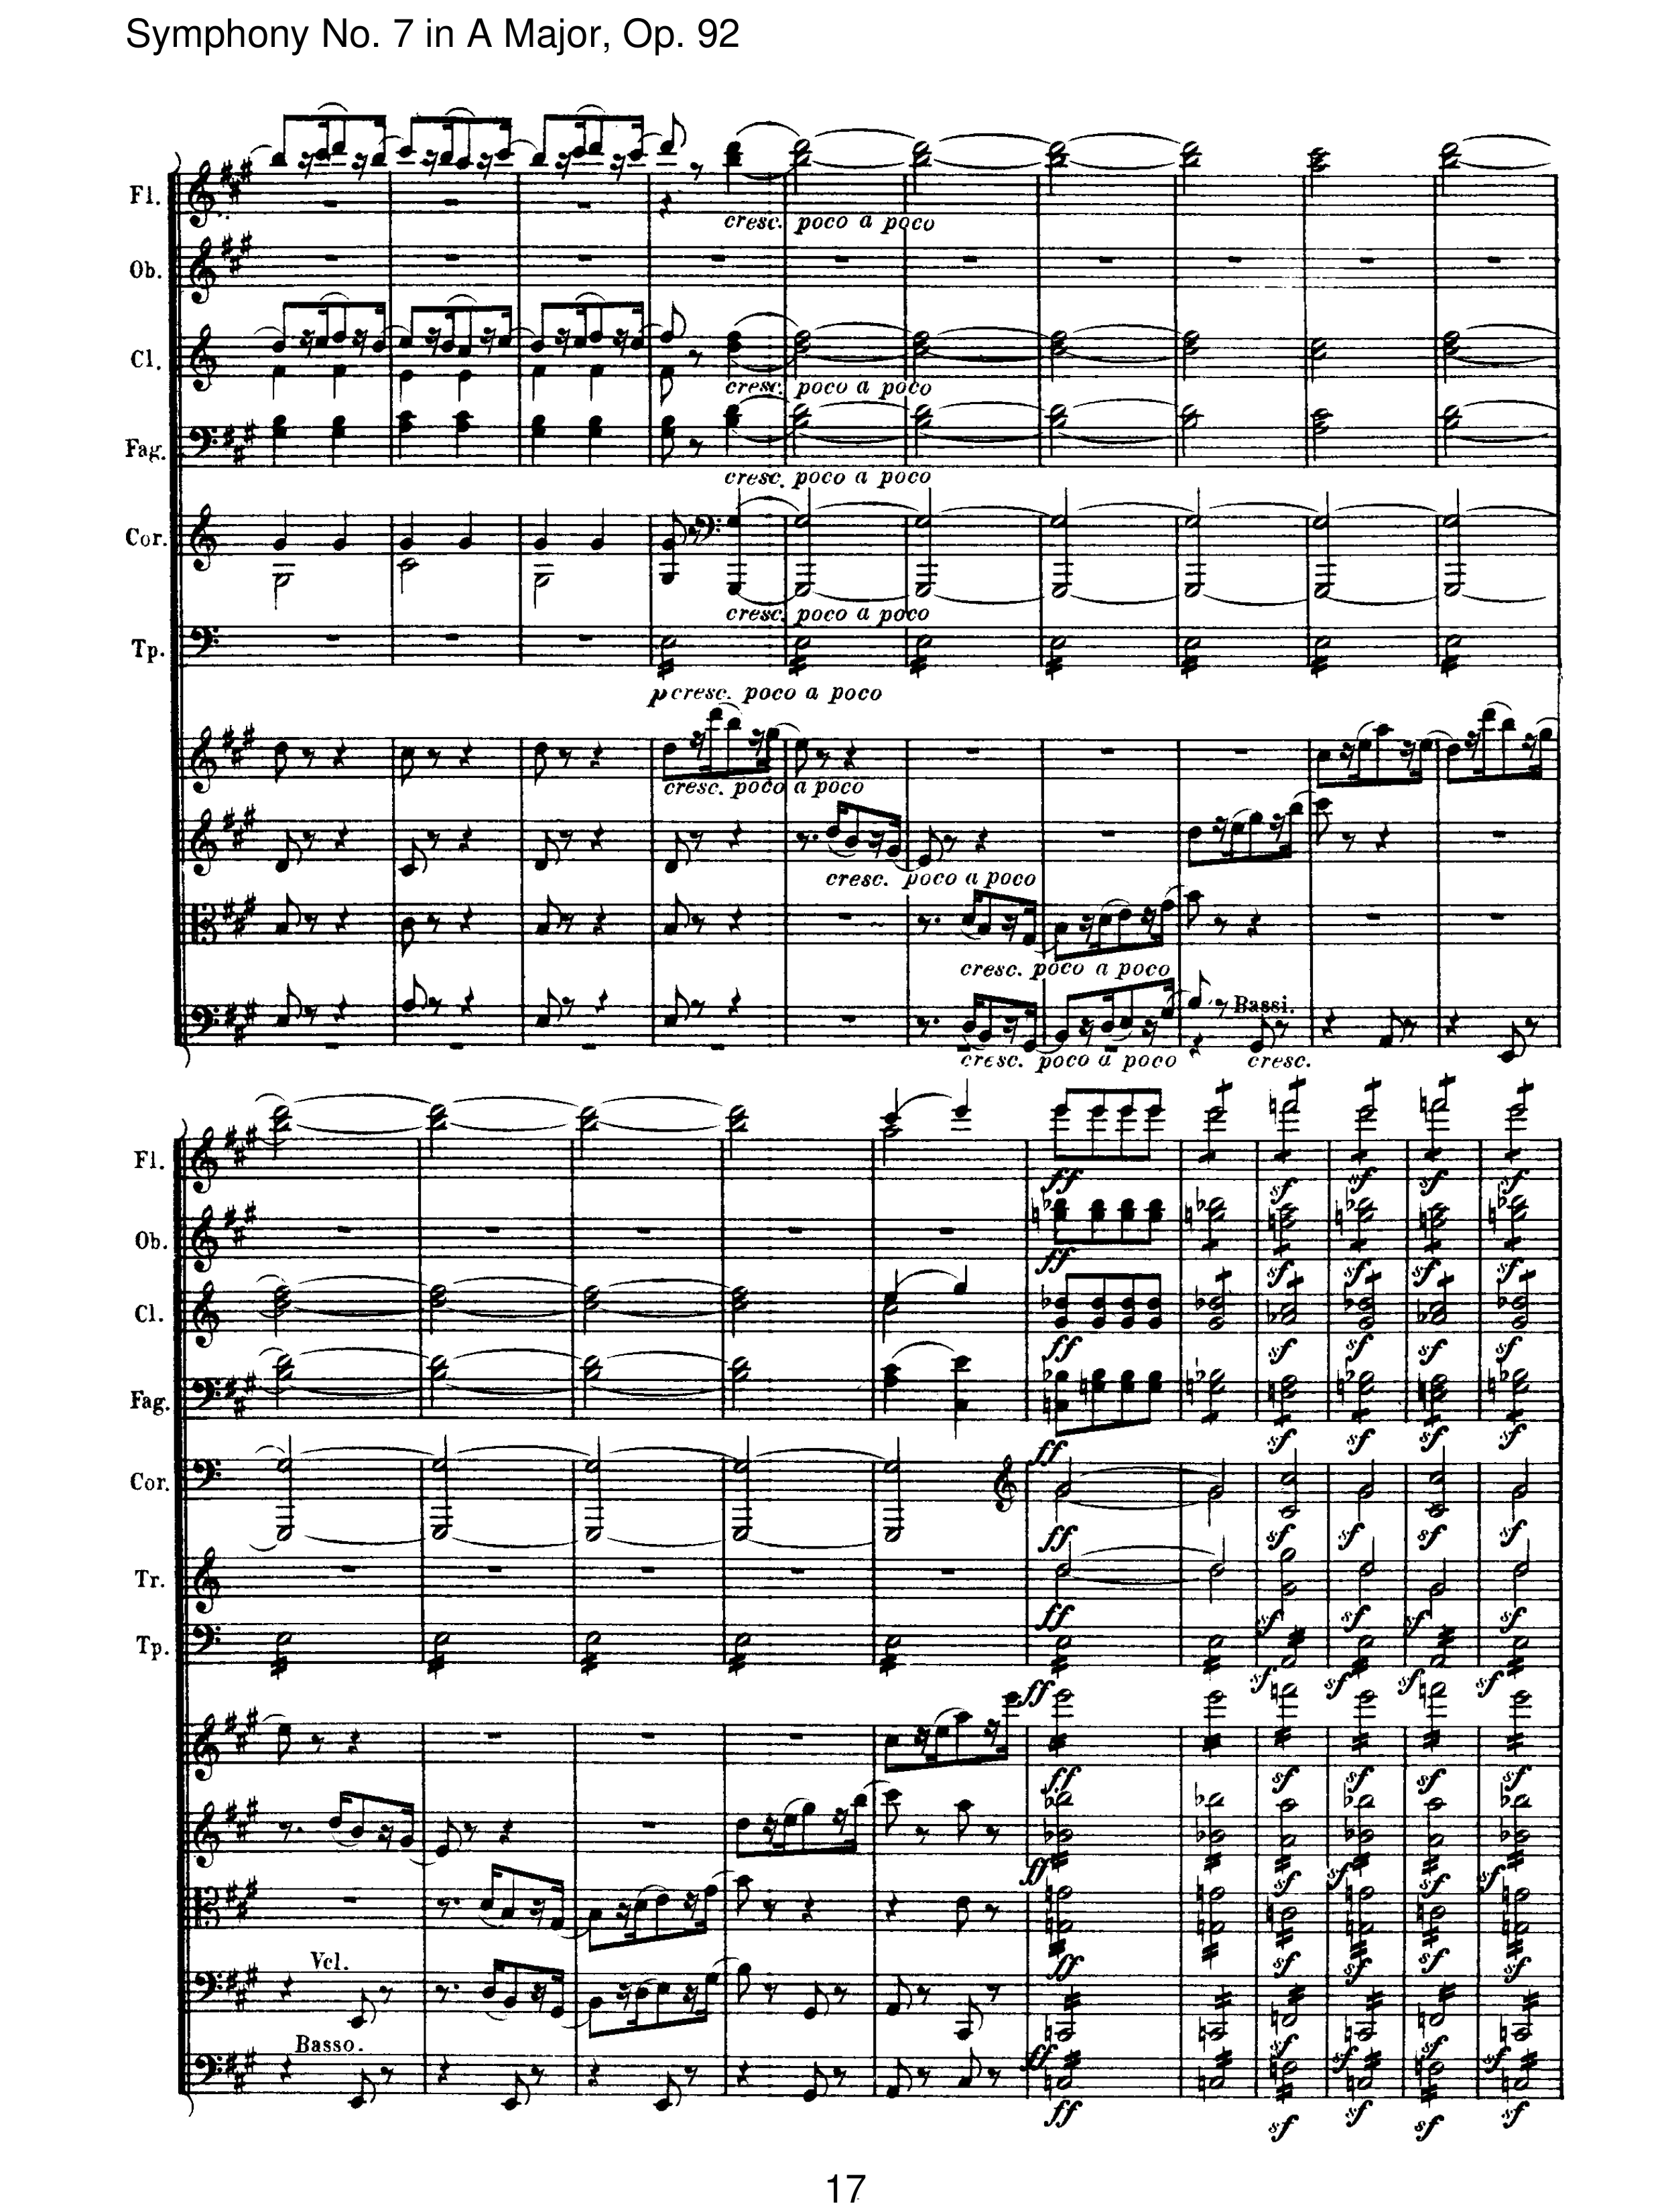 Symphony No. 7 in A Major, Op. 92
Fl.
cresc. poco a poco
Ob.
Cl.
cresc. poco a poco
Fag.
cresc. poco a poco
Cor.
cresc. poco a poco
Tp.
p cresc. poco a poco
cresc. poco a poco
cresc. poco a poco
cresc. poco a poco
Bassi.
cresc. poco a poco cresc.
Fl.
ff sf sf sf sf
Ob.
ff sf sf sf sf
Cl.
ff sf sf sf sf
Fag.
ff sf sf sf sf
Cor.
ff sf sf sf sf
Tr.
ff sf sf sf sf
Tp.
ff sf sf sf sf
ff sf sf sf sf
ff sf sf sf sf
ff sf sf sf sf
Vcl.
ff sf sf sf sf
Basso.
ff sf sf sf sf
17